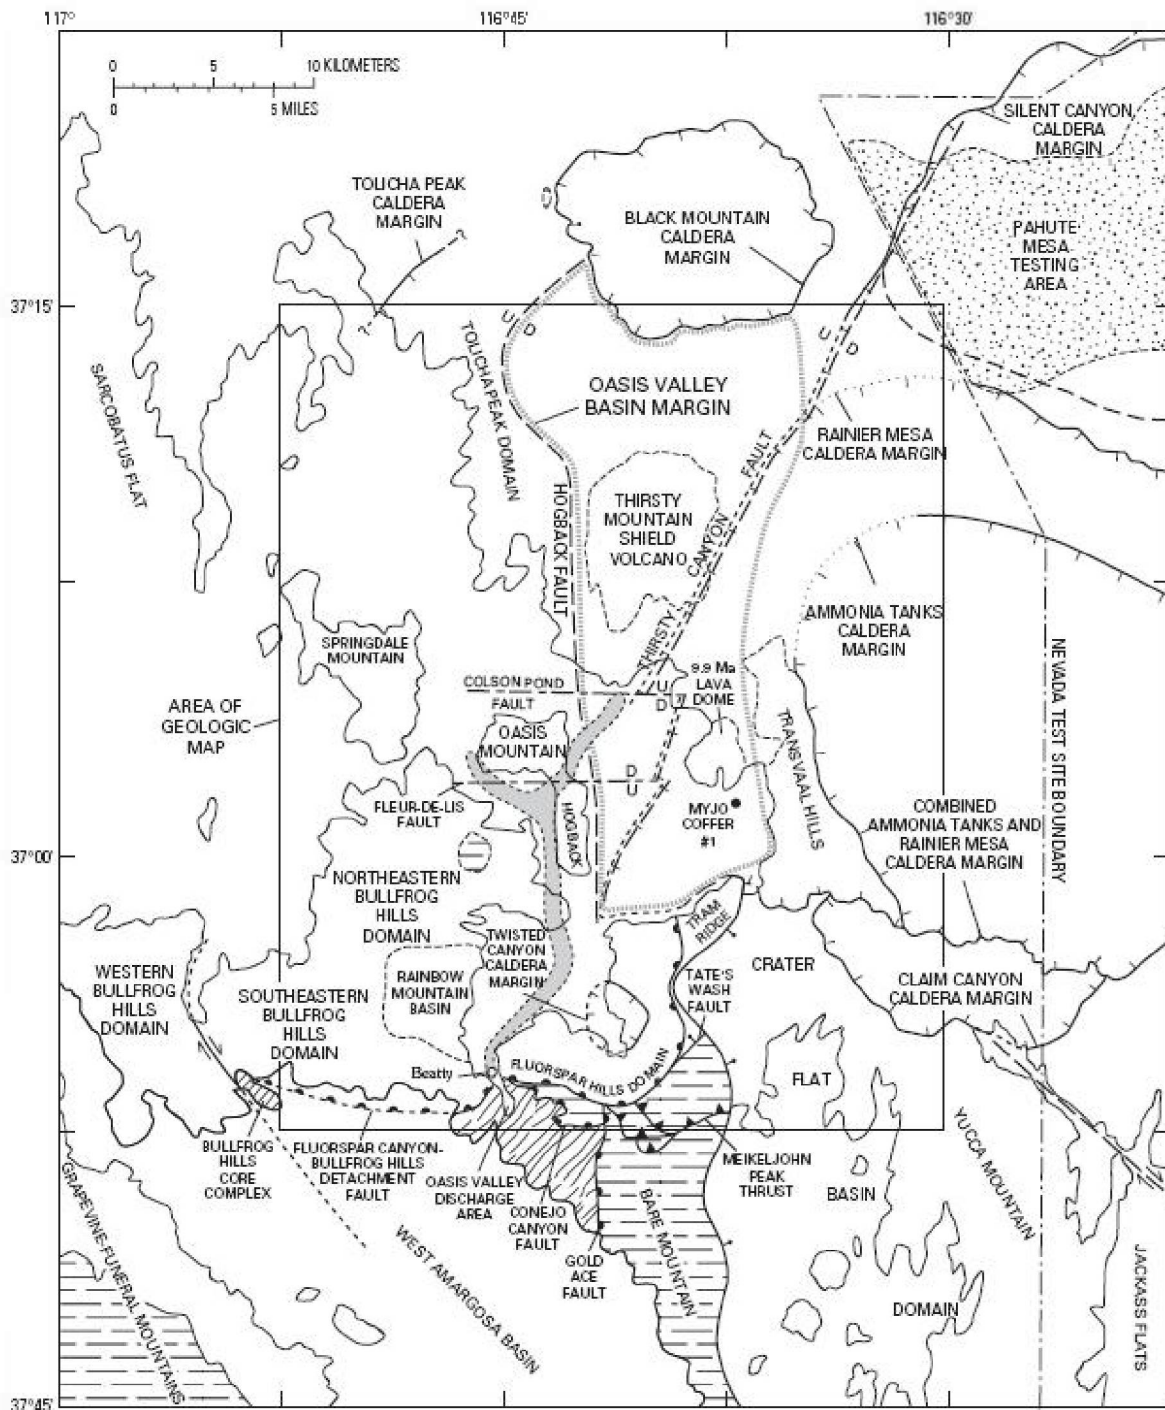 117°
116°45'
116°30'
0 5 10 KILOMETERS
0 5 MILES
SILENT CANYON
CALDERA
MARGIN
TOLICHA PEAK
CALDERA
MARGIN
BLACK MOUNTAIN
CALDERA
MARGIN
PAHUTE
MESA
TESTING
AREA
37°15'
U D
U D
SARCOBATUS FLAT
TOLICHA PEAK DOMAIN
OASIS VALLEY
BASIN MARGIN
RAINIER MESA
CALDERA MARGIN
HOGBACK FAULT
THIRSTY
MOUNTAIN
SHIELD
VOLCANO
THIRSTY CANYON FAULT
AMMONIA TANKS
CALDERA
MARGIN
SPRINGDALE
MOUNTAIN
COLSON POND
FAULT
U
D
?
9.9 Ma
LAVA
DOME
NEVADA TEST SITE BOUNDARY
AREA OF
GEOLOGIC
MAP
OASIS
MOUNTAIN
TRANSVAAL HILLS
D
U
FLEUR-DE-LIS
FAULT
HOGBACK
MYJO
COFFER
#1
COMBINED
AMMONIA TANKS AND
RAINIER MESA
CALDERA MARGIN
37°00'
NORTHEASTERN
BULLFROG
HILLS
DOMAIN
TRAM
RIDGE
TWISTED
CANYON
CALDERA
MARGIN
WESTERN
BULLFROG
HILLS
DOMAIN
SOUTHEASTERN
BULLFROG
HILLS
DOMAIN
RAINBOW
MOUNTAIN
BASIN
TATE'S
WASH
FAULT
CRATER
CLAIM CANYON
CALDERA MARGIN
Beatty
FLUORSPAR HILLS DOMAIN
FLAT
BULLFROG
HILLS
CORE
COMPLEX
FLUORSPAR CANYON-
BULLFROG HILLS
DETACHMENT
FAULT
OASIS VALLEY
DISCHARGE
AREA
CONEJO
CANYON
FAULT
GOLD
ACE
FAULT
BARE MOUNTAIN
MEIKELJOHN
PEAK
THRUST
BASIN
YUCCA MOUNTAIN
GRAPEVINE-FUNERAL MOUNTAINS
WEST AMARGOSA BASIN
DOMAIN
JACKASS FLATS
37°45'